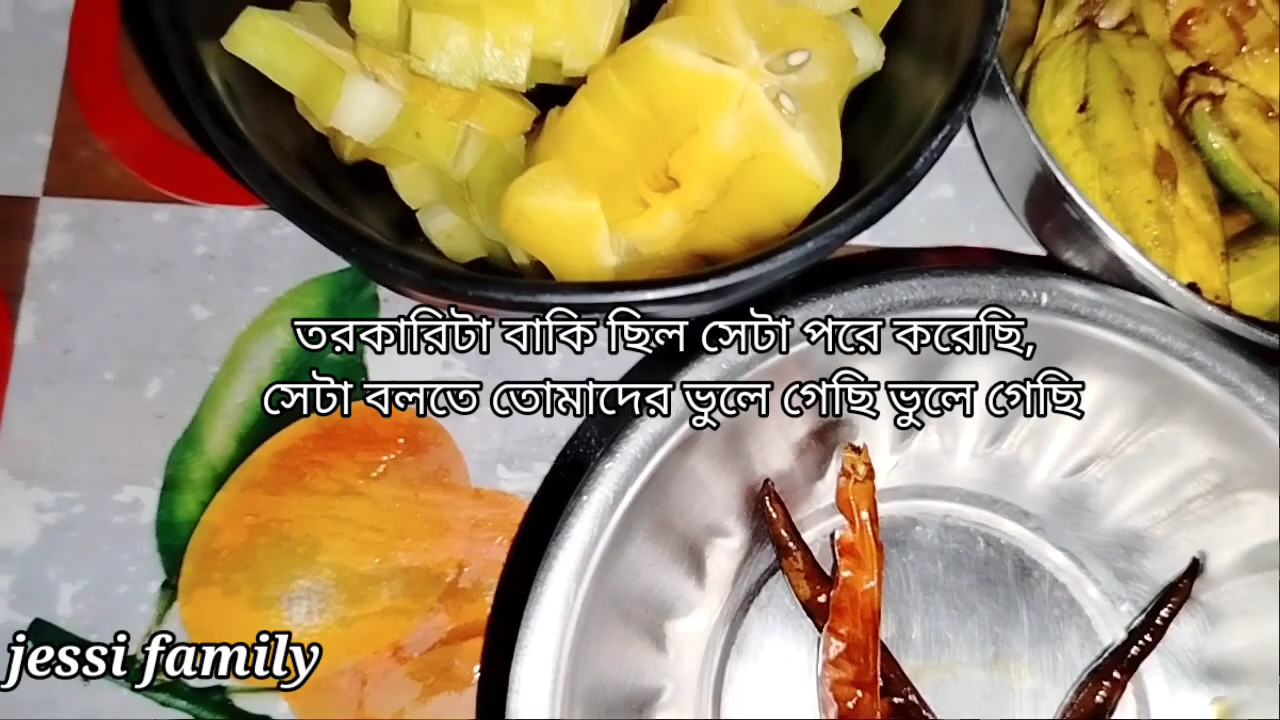 তরকারিটা বাকি ছিল সেটা পরে করেছি,
সেটা বলতে তোমাদের ভুলে গেছি ভুলে গেছি
jessi family